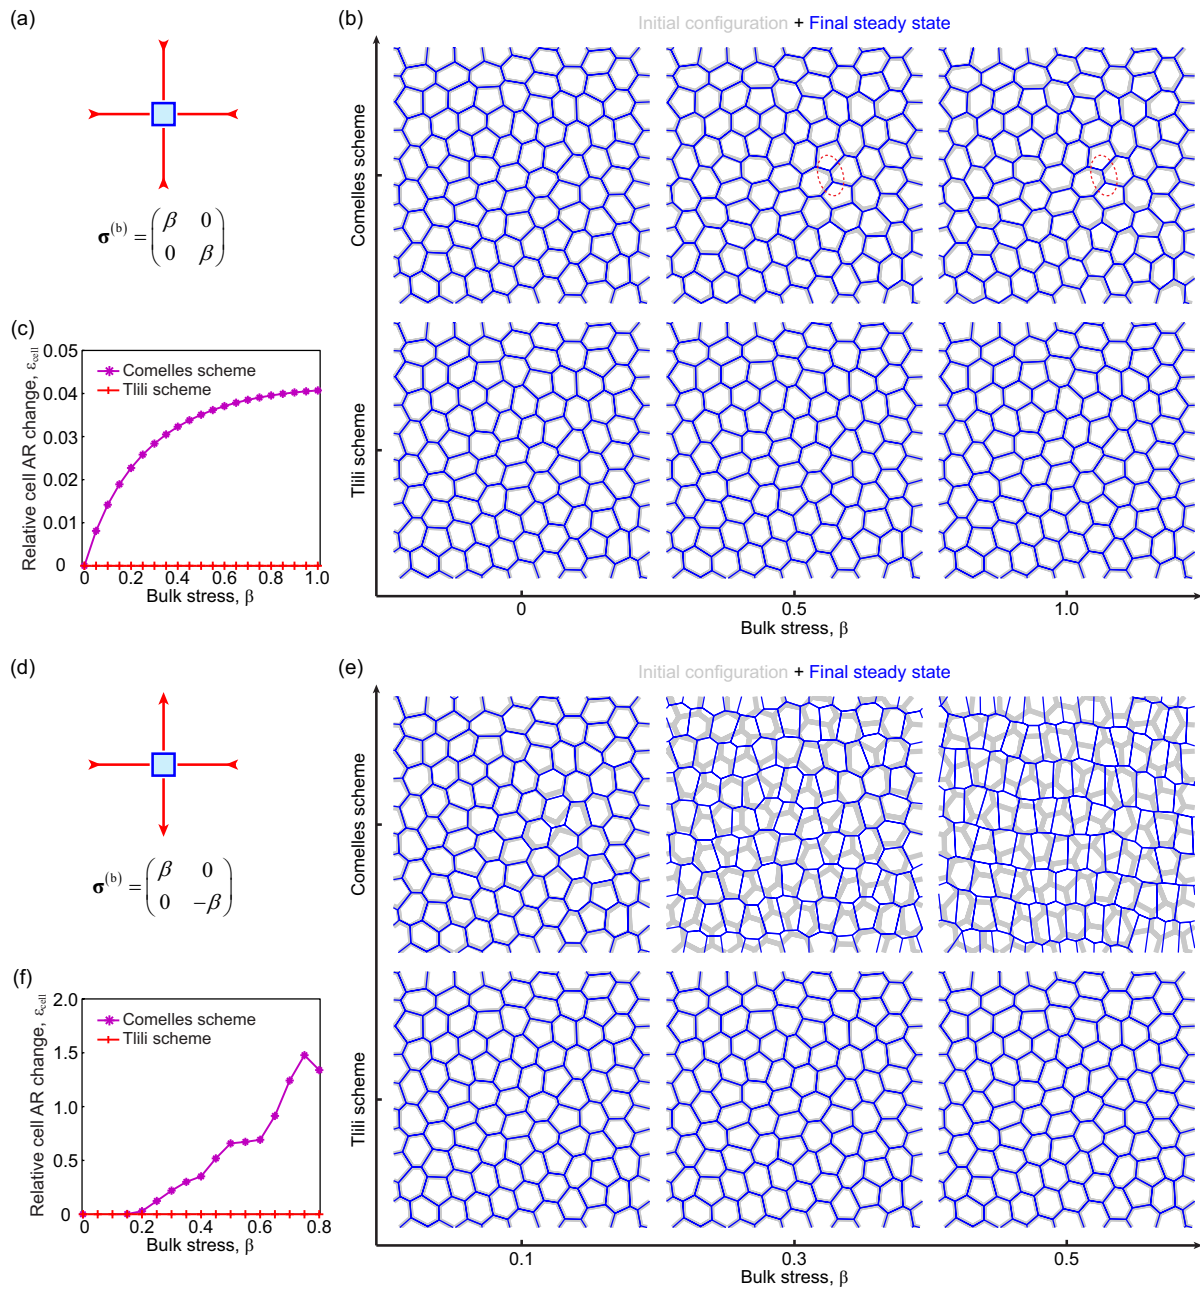 (a)
σ(b) = (β 0
0 β)
(b)
Initial configuration + Final steady state
Comelles scheme
Tlili scheme
0 0.5 1.0
Bulk stress, β
(c)
Relative cell AR change, εcell
0.05
0.04
0.03
0.02
0.01
0
Comelles scheme
Tlili scheme
0 0.2 0.4 0.6 0.8 1.0
Bulk stress, β
(d)
σ(b) = (β 0
0 -β)
(e)
Initial configuration + Final steady state
Comelles scheme
Tlili scheme
0.1 0.3 0.5
Bulk stress, β
(f)
Relative cell AR change, εcell
2.0
1.5
1.0
0.5
0
Comelles scheme
Tlili scheme
0 0.2 0.4 0.6 0.8
Bulk stress, β